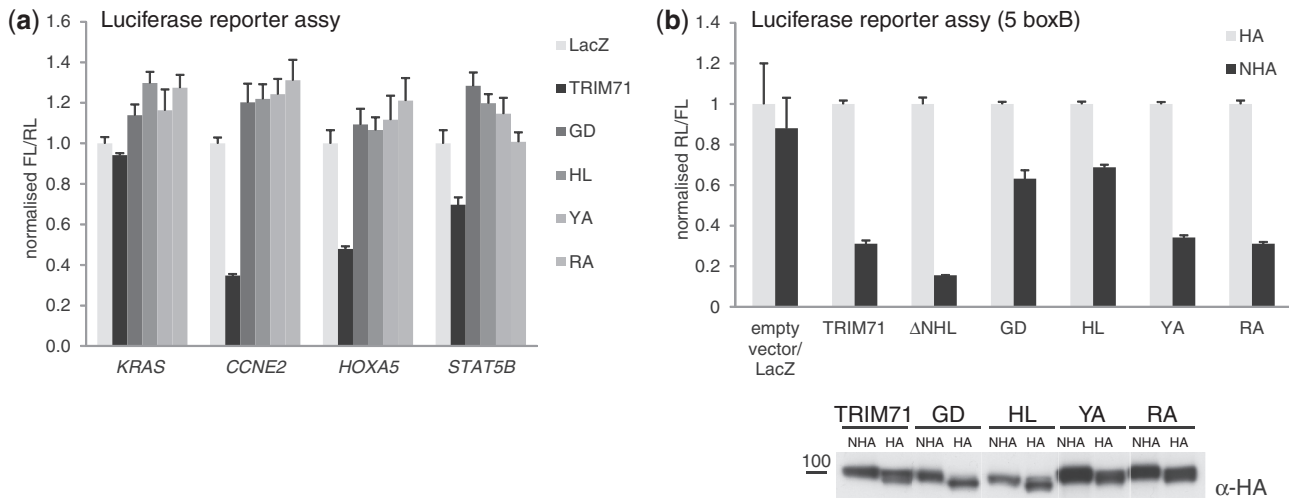 (a) Luciferase reporter assy
normalised FL/RL
1.6
1.4
1.2
1.0
0.8
0.6
0.4
0.2
0.0
KRAS CCNE2 HOXA5 STAT5B
LacZ
TRIM71
GD
HL
YA
RA
(b) Luciferase reporter assy (5 boxB)
normalised RL/FL
1.4
1.2
1
0.8
0.6
0.4
0.2
0
HA
NHA
empty vector/ LacZ
TRIM71 ΔNHL GD HL YA RA
TRIM71 GD HL YA RA
NHA HA NHA HA NHA HA NHA HA NHA HA
100
α-HA